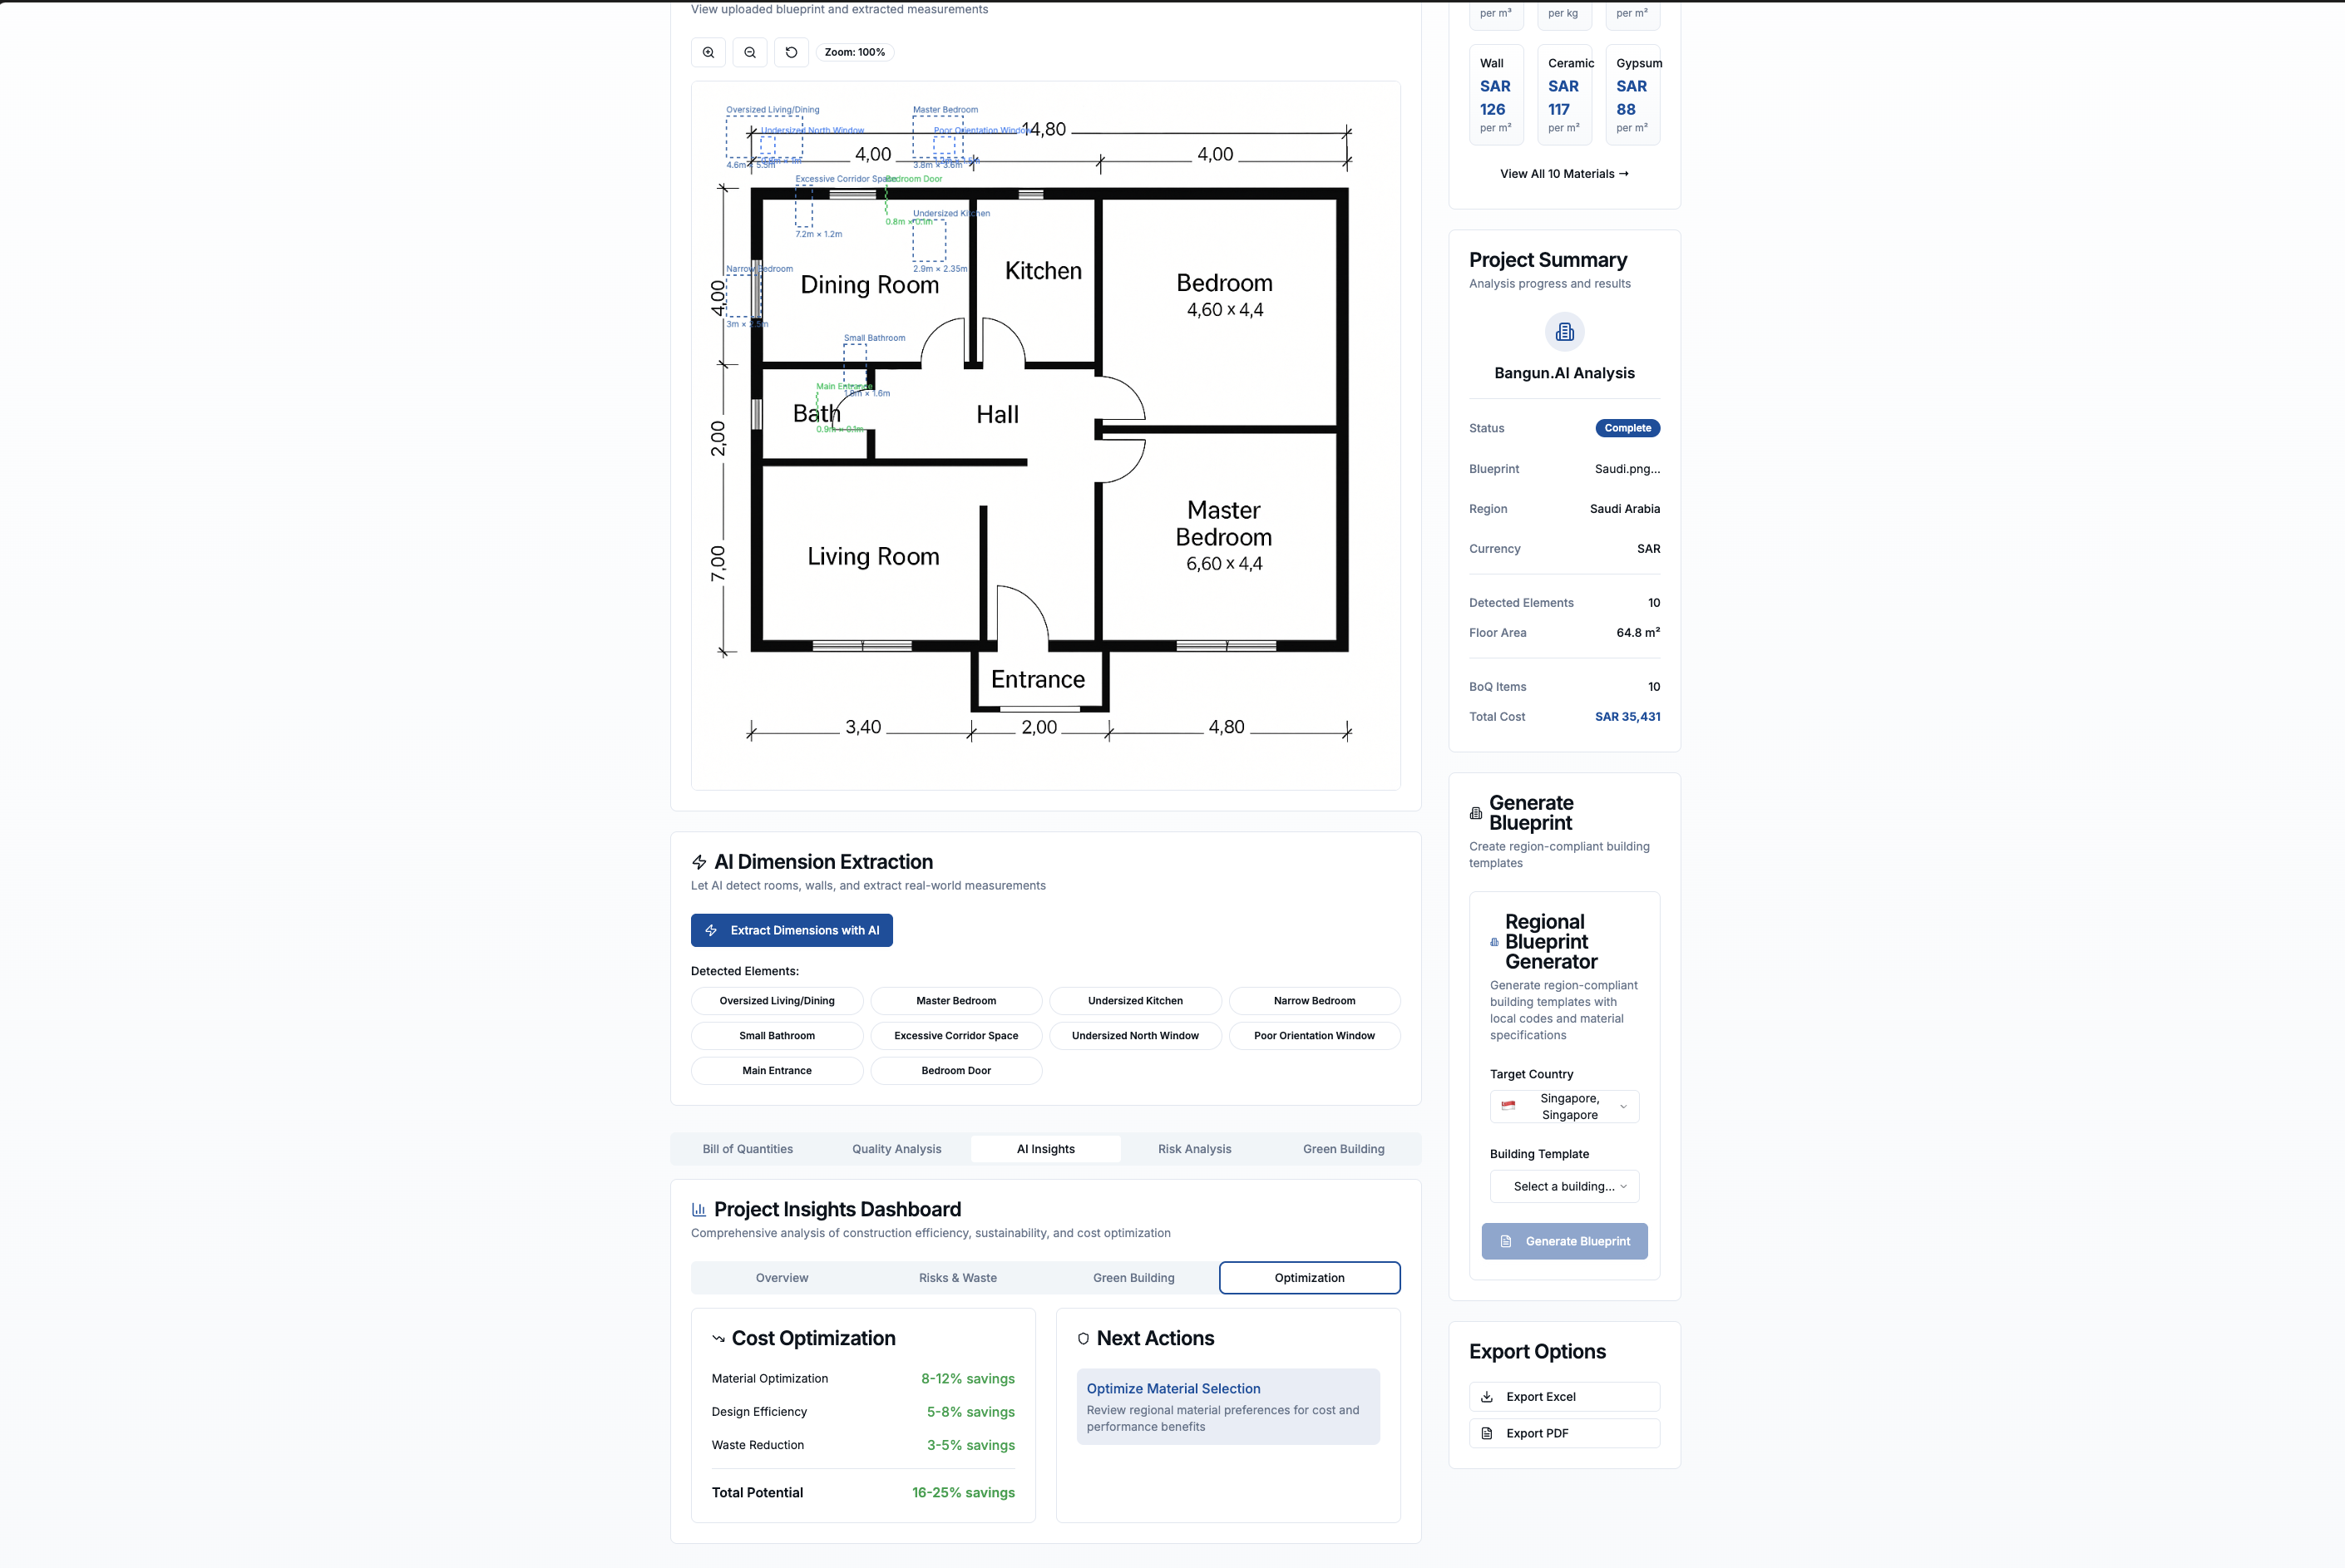 View uploaded blueprint and extracted measurements
Zoom: 100%
Oversized Living/Dining
Master Bedroom
Undersized North Window
Poor Orientation Window
14,80
4,00
4,00
4.6m × 5.8m
3.8m × 3.6m
Excessive Corridor Space
Bedroom Door
Undersized Kitchen
0.8m × 0.1m
7.2m × 1.2m
Narrow Bedroom
2.9m × 2.35m
Dining Room
Kitchen
Bedroom
4,60 x 4,4
4,00
Small Bathroom
Main Entrance
1.8m × 1.6m
Bath
0.9m × 0.1m
Hall
2,00
Living Room
Master
Bedroom
6,60 x 4,4
7,00
Entrance
3,40
2,00
4,80
AI Dimension Extraction
Let AI detect rooms, walls, and extract real-world measurements
Extract Dimensions with AI
Detected Elements:
Oversized Living/Dining
Master Bedroom
Undersized Kitchen
Narrow Bedroom
Small Bathroom
Excessive Corridor Space
Undersized North Window
Poor Orientation Window
Main Entrance
Bedroom Door
Bill of Quantities
Quality Analysis
AI Insights
Risk Analysis
Green Building
Project Insights Dashboard
Comprehensive analysis of construction efficiency, sustainability, and cost optimization
Overview
Risks & Waste
Green Building
Optimization
Cost Optimization
Material Optimization 8-12% savings
Design Efficiency 5-8% savings
Waste Reduction 3-5% savings
Total Potential 16-25% savings
Next Actions
Optimize Material Selection
Review regional material preferences for cost and
performance benefits
per m³
per kg
per m²
Wall
SAR
126
per m²
Ceramic
SAR
117
per m²
Gypsum
SAR
88
per m²
View All 10 Materials →
Project Summary
Analysis progress and results
Bangun.AI Analysis
Status Complete
Blueprint Saudi.png...
Region Saudi Arabia
Currency SAR
Detected Elements 10
Floor Area 64.8 m²
BoQ Items 10
Total Cost SAR 35,431
Generate
Blueprint
Create region-compliant building
templates
Regional
Blueprint
Generator
Generate region-compliant
building templates with
local codes and material
specifications
Target Country
Singapore,
Singapore
Building Template
Select a building...
Generate Blueprint
Export Options
Export Excel
Export PDF